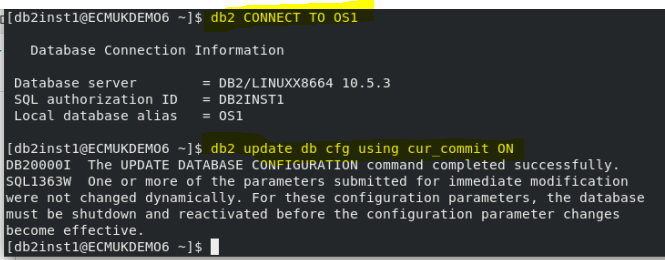 [db2inst1@ECMUKDEMO6 ~]$ db2 CONNECT TO OS1
Database Connection Information
Database server = DB2/LINUXX8664 10.5.3
SQL authorization ID = DB2INST1
Local database alias = OS1
[db2inst1@ECMUKDEMO6 ~]$ db2 update db cfg using cur_commit ON
DB20000I The UPDATE DATABASE CONFIGURATION command completed successfully.
SQL1363W One or more of the parameters submitted for immediate modification
were not changed dynamically. For these configuration parameters, the database
must be shutdown and reactivated before the configuration parameter changes
become effective.
[db2inst1@ECMUKDEMO6 ~]$